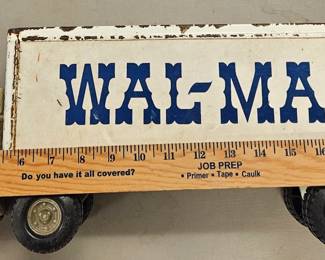 WAL-MA
6 7 8 9 10 11 12 13 14 15 16
Do you have it all covered?
JOB PREP
• Primer • Tape • Caulk